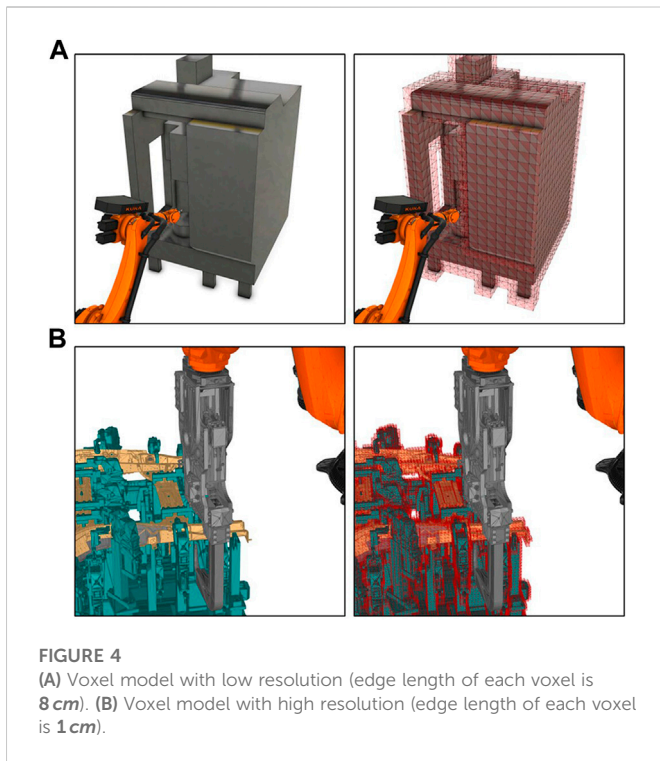 A
B
FIGURE 4
(A) Voxel model with low resolution (edge length of each voxel is
8 cm). (B) Voxel model with high resolution (edge length of each voxel
is 1 cm).